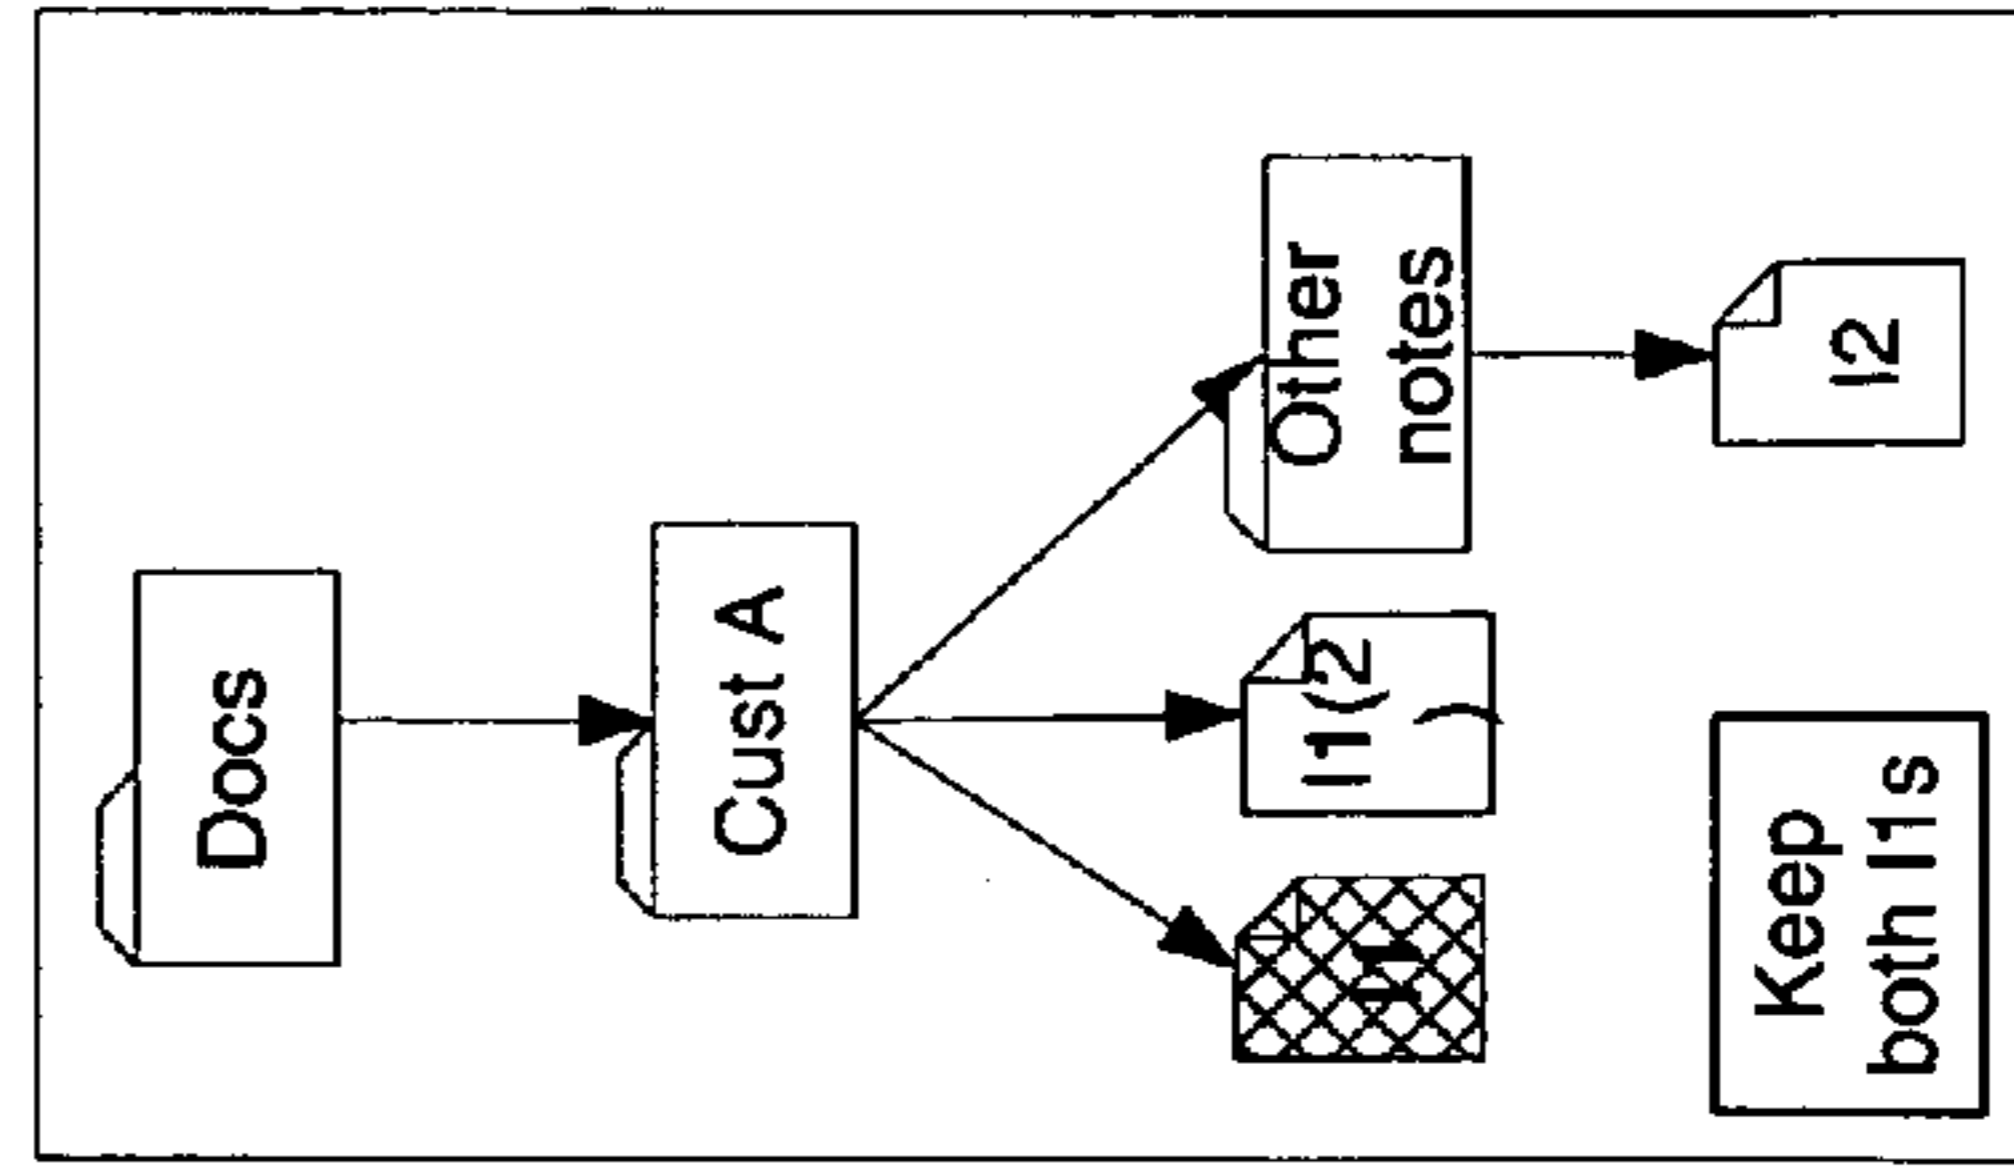 Docs
Cust A
I1
I1(2
)
Other
notes
I2
Keep
both I1s